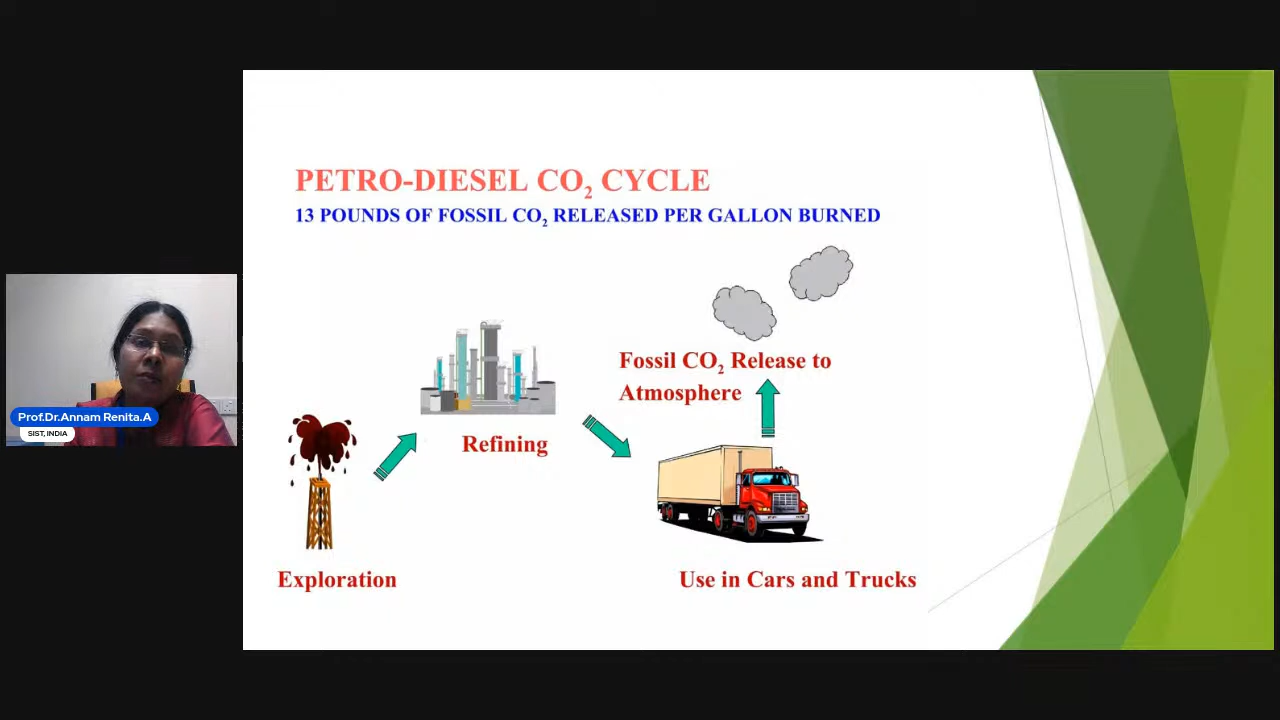 PETRO-DIESEL CO₂ CYCLE
13 POUNDS OF FOSSIL CO₂ RELEASED PER GALLON BURNED
Fossil CO₂ Release to
Atmosphere
Refining
Exploration
Use in Cars and Trucks
Prof.Dr.Annam Renita.A
SIST, INDIA